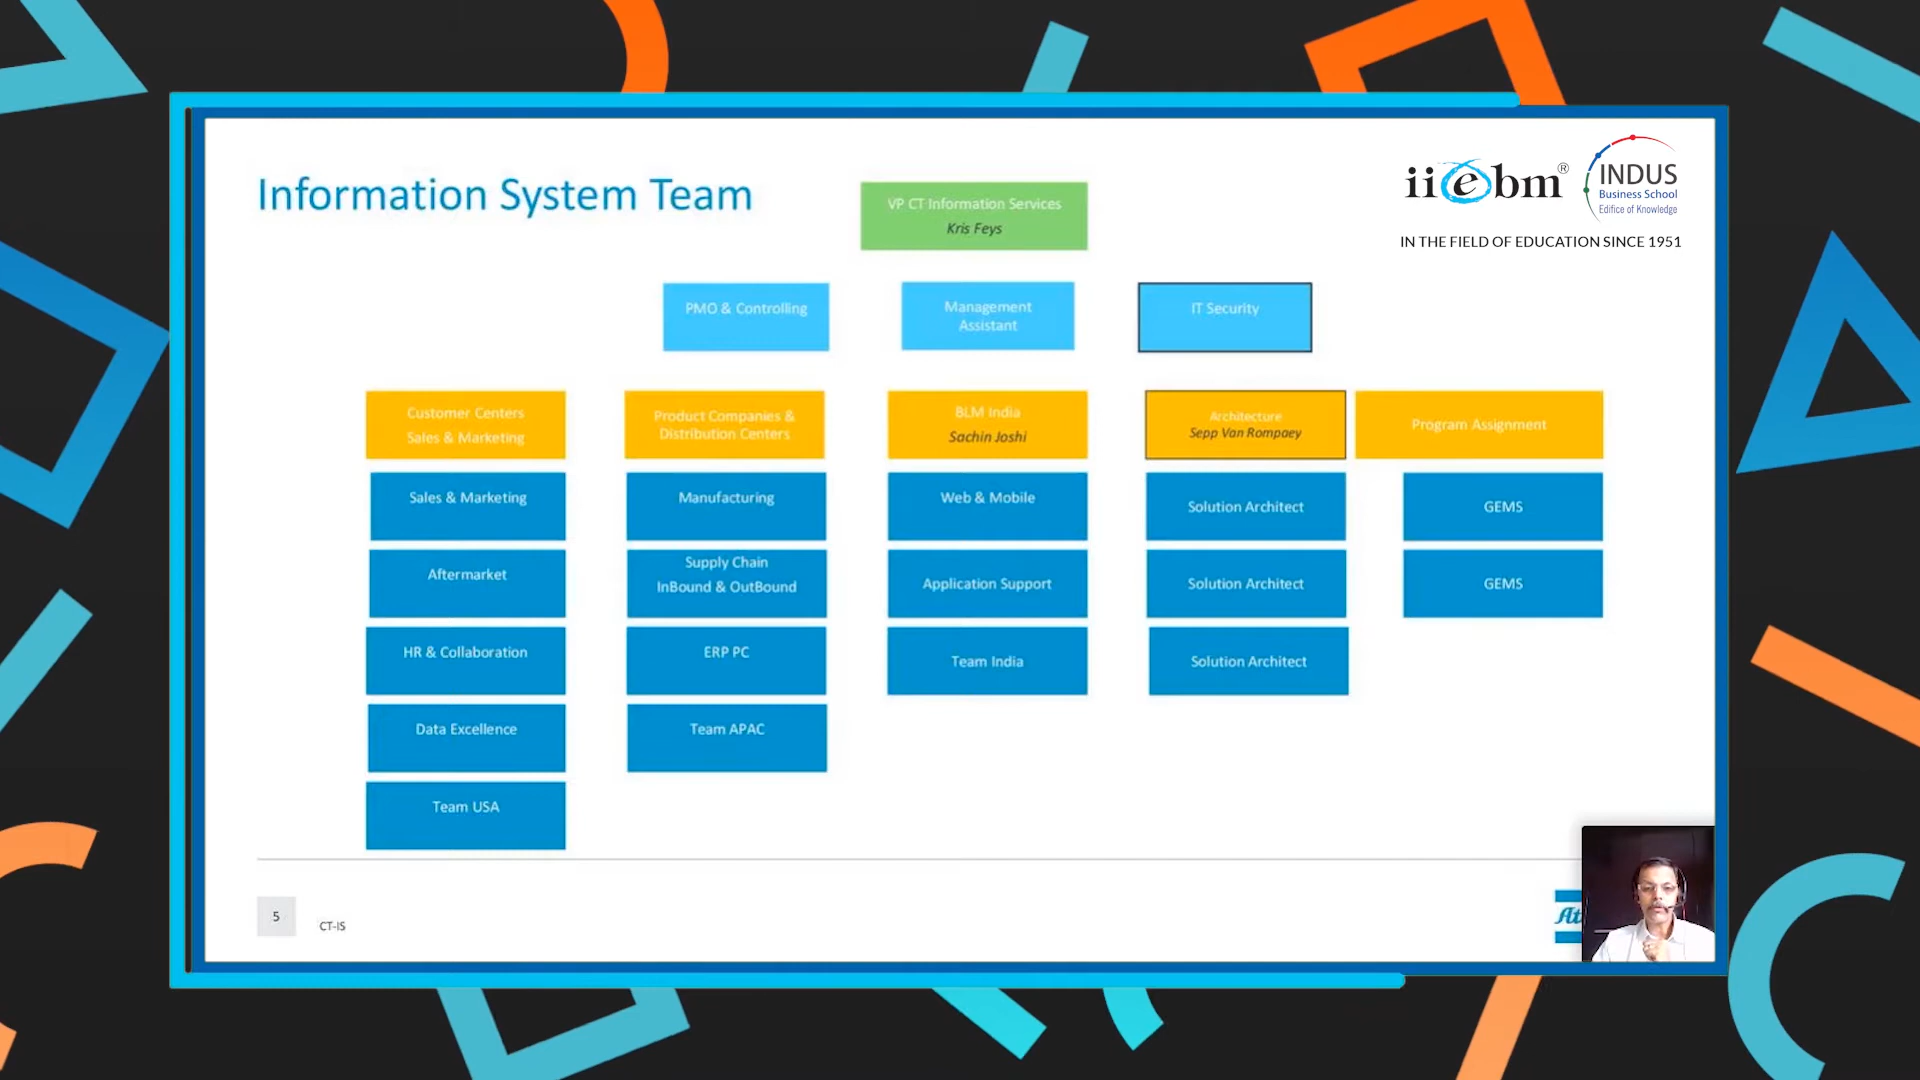 Information System Team
iiebm®
INDUS
Business School
Edifice of Knowledge
IN THE FIELD OF EDUCATION SINCE 1951
VP CT Information Services
Kris Feys
PMO & Controlling
Management
Assistant
IT Security
Customer Centers
Sales & Marketing
Product Companies &
Distribution Centers
BLM India
Sachin Joshi
Architecture
Sepp Van Rompaey
Program Assignment
Sales & Marketing
Manufacturing
Web & Mobile
Solution Architect
GEMS
Aftermarket
Supply Chain
InBound & OutBound
Application Support
Solution Architect
GEMS
HR & Collaboration
ERP PC
Team India
Solution Architect
Data Excellence
Team APAC
Team USA
5
CT-IS